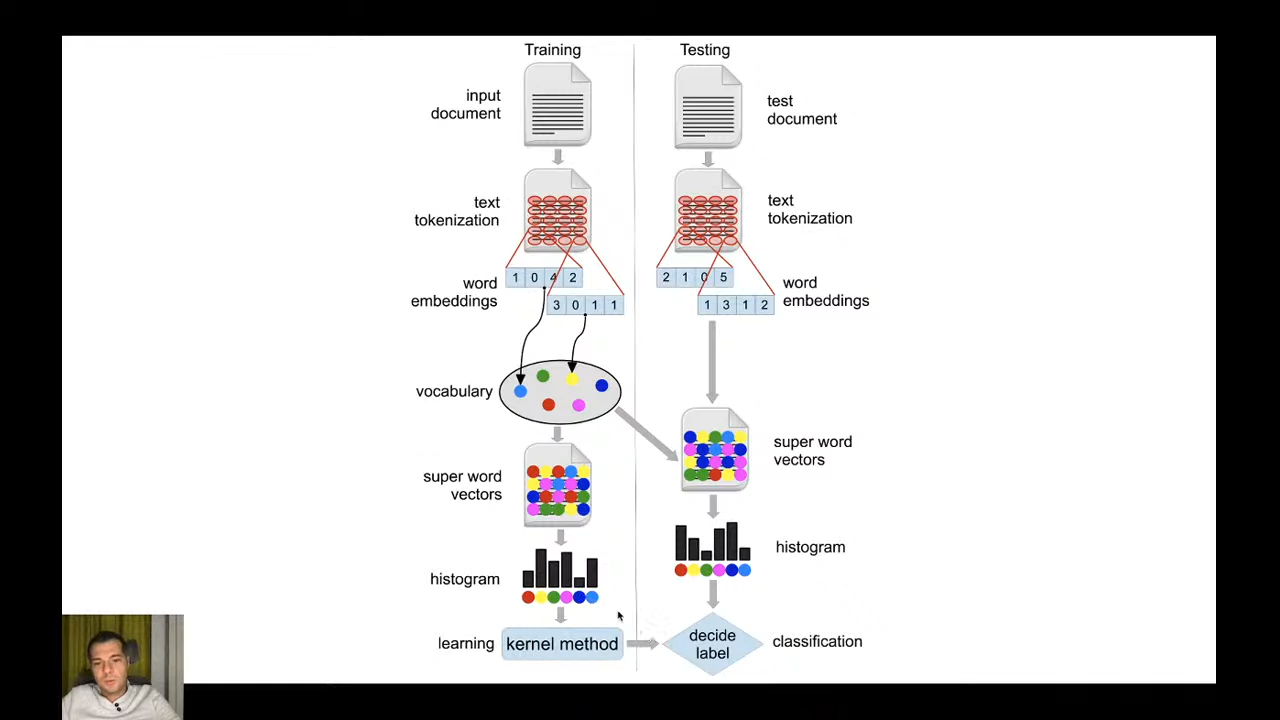 Training
Testing
input
document
test
document
text
tokenization
text
tokenization
word
embeddings
1 0 4 2
3 0 1 1
2 1 0 5
1 3 1 2
word
embeddings
vocabulary
super word
vectors
super word
vectors
histogram
histogram
learning
kernel method
decide
label
classification